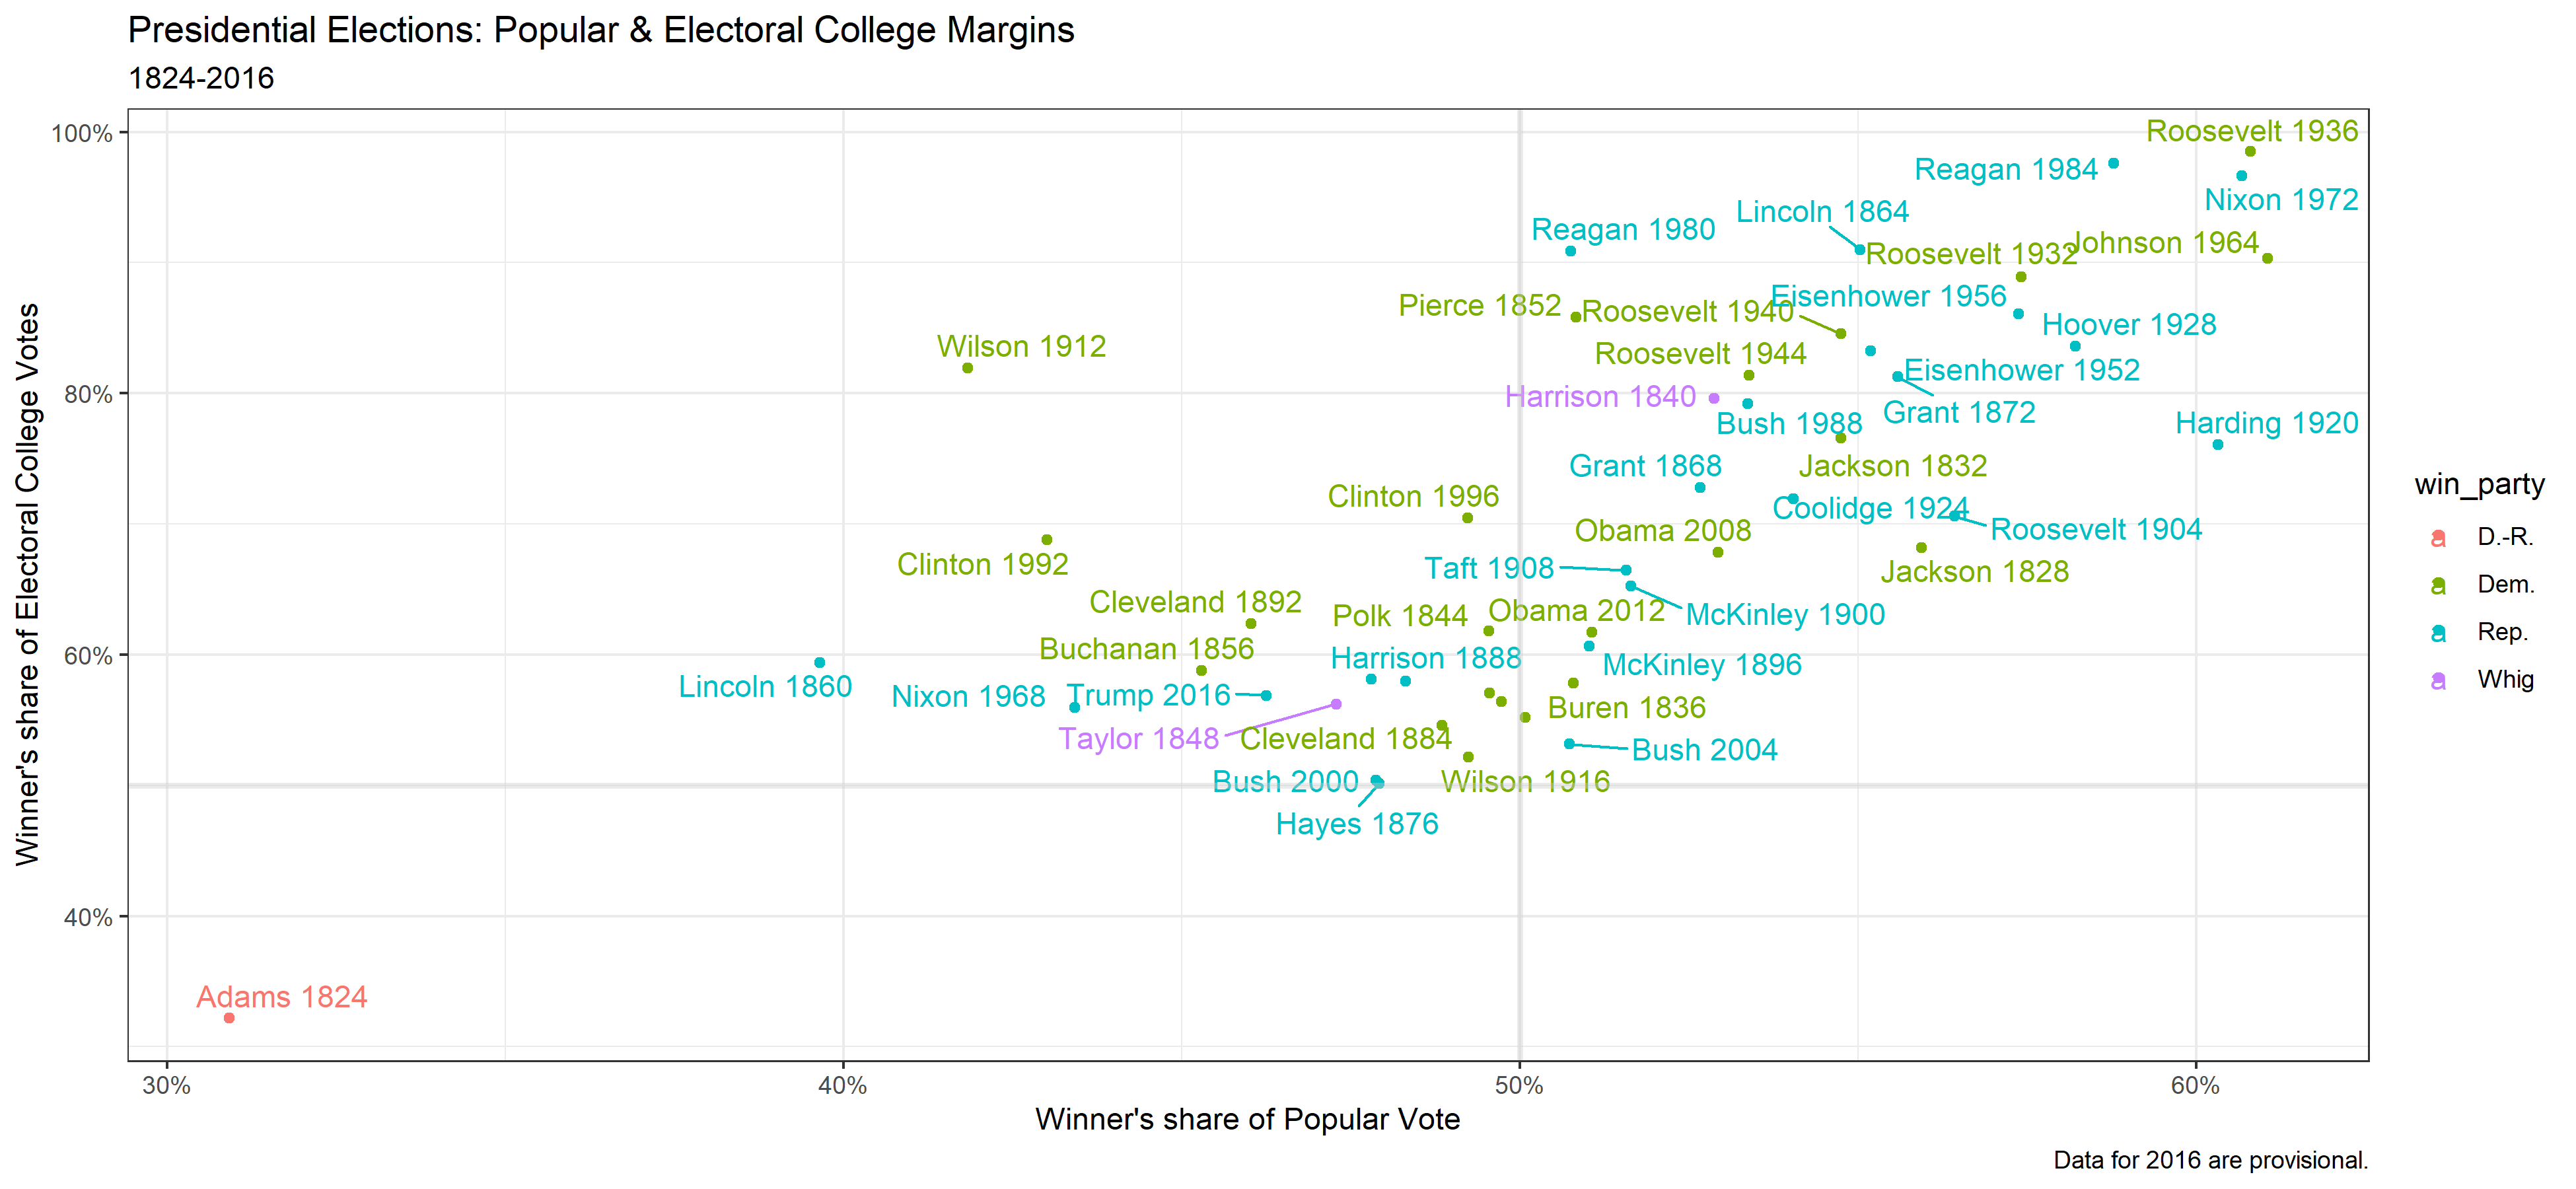 Presidential Elections: Popular & Electoral College Margins
1824-2016
Winner's share of Electoral College Votes
100%
80%
60%
40%
Roosevelt 1936
Reagan 1984
Nixon 1972
Lincoln 1864
Reagan 1980
Johnson 1964
Roosevelt 1932
Eisenhower 1956
Pierce 1852
Roosevelt 1940
Hoover 1928
Wilson 1912
Roosevelt 1944
Eisenhower 1952
Harrison 1840
Grant 1872
Bush 1988
Harding 1920
Grant 1868
Jackson 1832
Clinton 1996
Coolidge 1924
Obama 2008
Roosevelt 1904
Clinton 1992
Taft 1908
Jackson 1828
Cleveland 1892
Polk 1844
Obama 2012
McKinley 1900
Buchanan 1856
Harrison 1888
McKinley 1896
Lincoln 1860
Nixon 1968
Trump 2016
Buren 1836
Taylor 1848
Cleveland 1884
Bush 2004
Bush 2000
Wilson 1916
Hayes 1876
Adams 1824
30%
40%
50%
60%
Winner's share of Popular Vote
win_party
a D.-R.
a Dem.
a Rep.
a Whig
Data for 2016 are provisional.